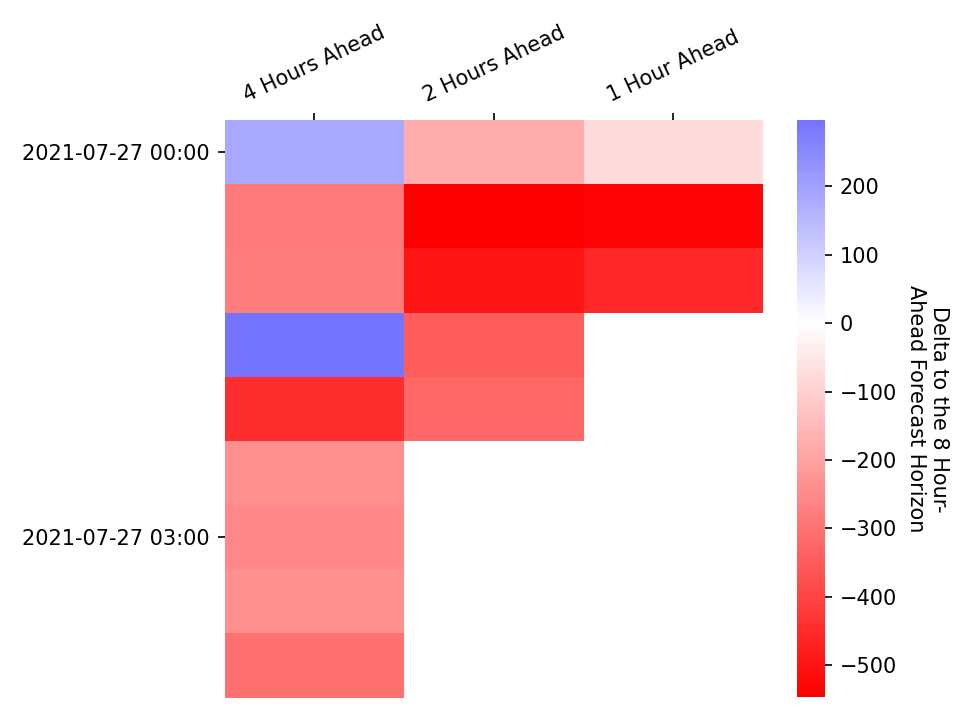 4 Hours Ahead
2 Hours Ahead
1 Hour Ahead
2021-07-27 00:00
2021-07-27 03:00
200
100
0
−100
−200
−300
−400
−500
Delta to the 8 Hour-
Ahead Forecast Horizon